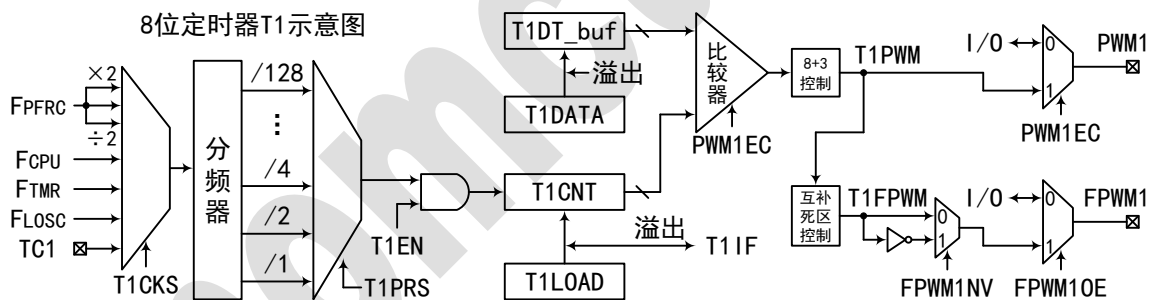 8位定时器T1示意图
×2
FPFRC
÷2
FCPU
FTMR
FLOSC
TC1
T1CKS
分频器
/128
⋮
/4
/2
/1
T1PRS
T1EN
T1DT_buf
溢出
T1DATA
T1CNT
溢出
T1IF
T1LOAD
比较器
PWM1EC
8+3
控制
T1PWM
I/O
0
1
PWM1
PWM1EC
互补
死区
控制
T1FPWM
0
1
FPWM1NV
I/O
0
1
FPWM1
FPWM1OE